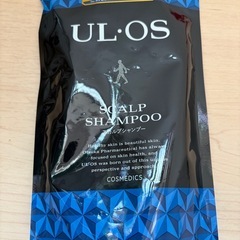 UL·OS
SCALP
SHAMPOO
スカルプシャンプー
Healthy skin is beautiful skin.
Otsuka Pharmaceutical has always
focused on skin health, and
UL·OS was born out of this unique
perspective and approach.
COSMEDICS